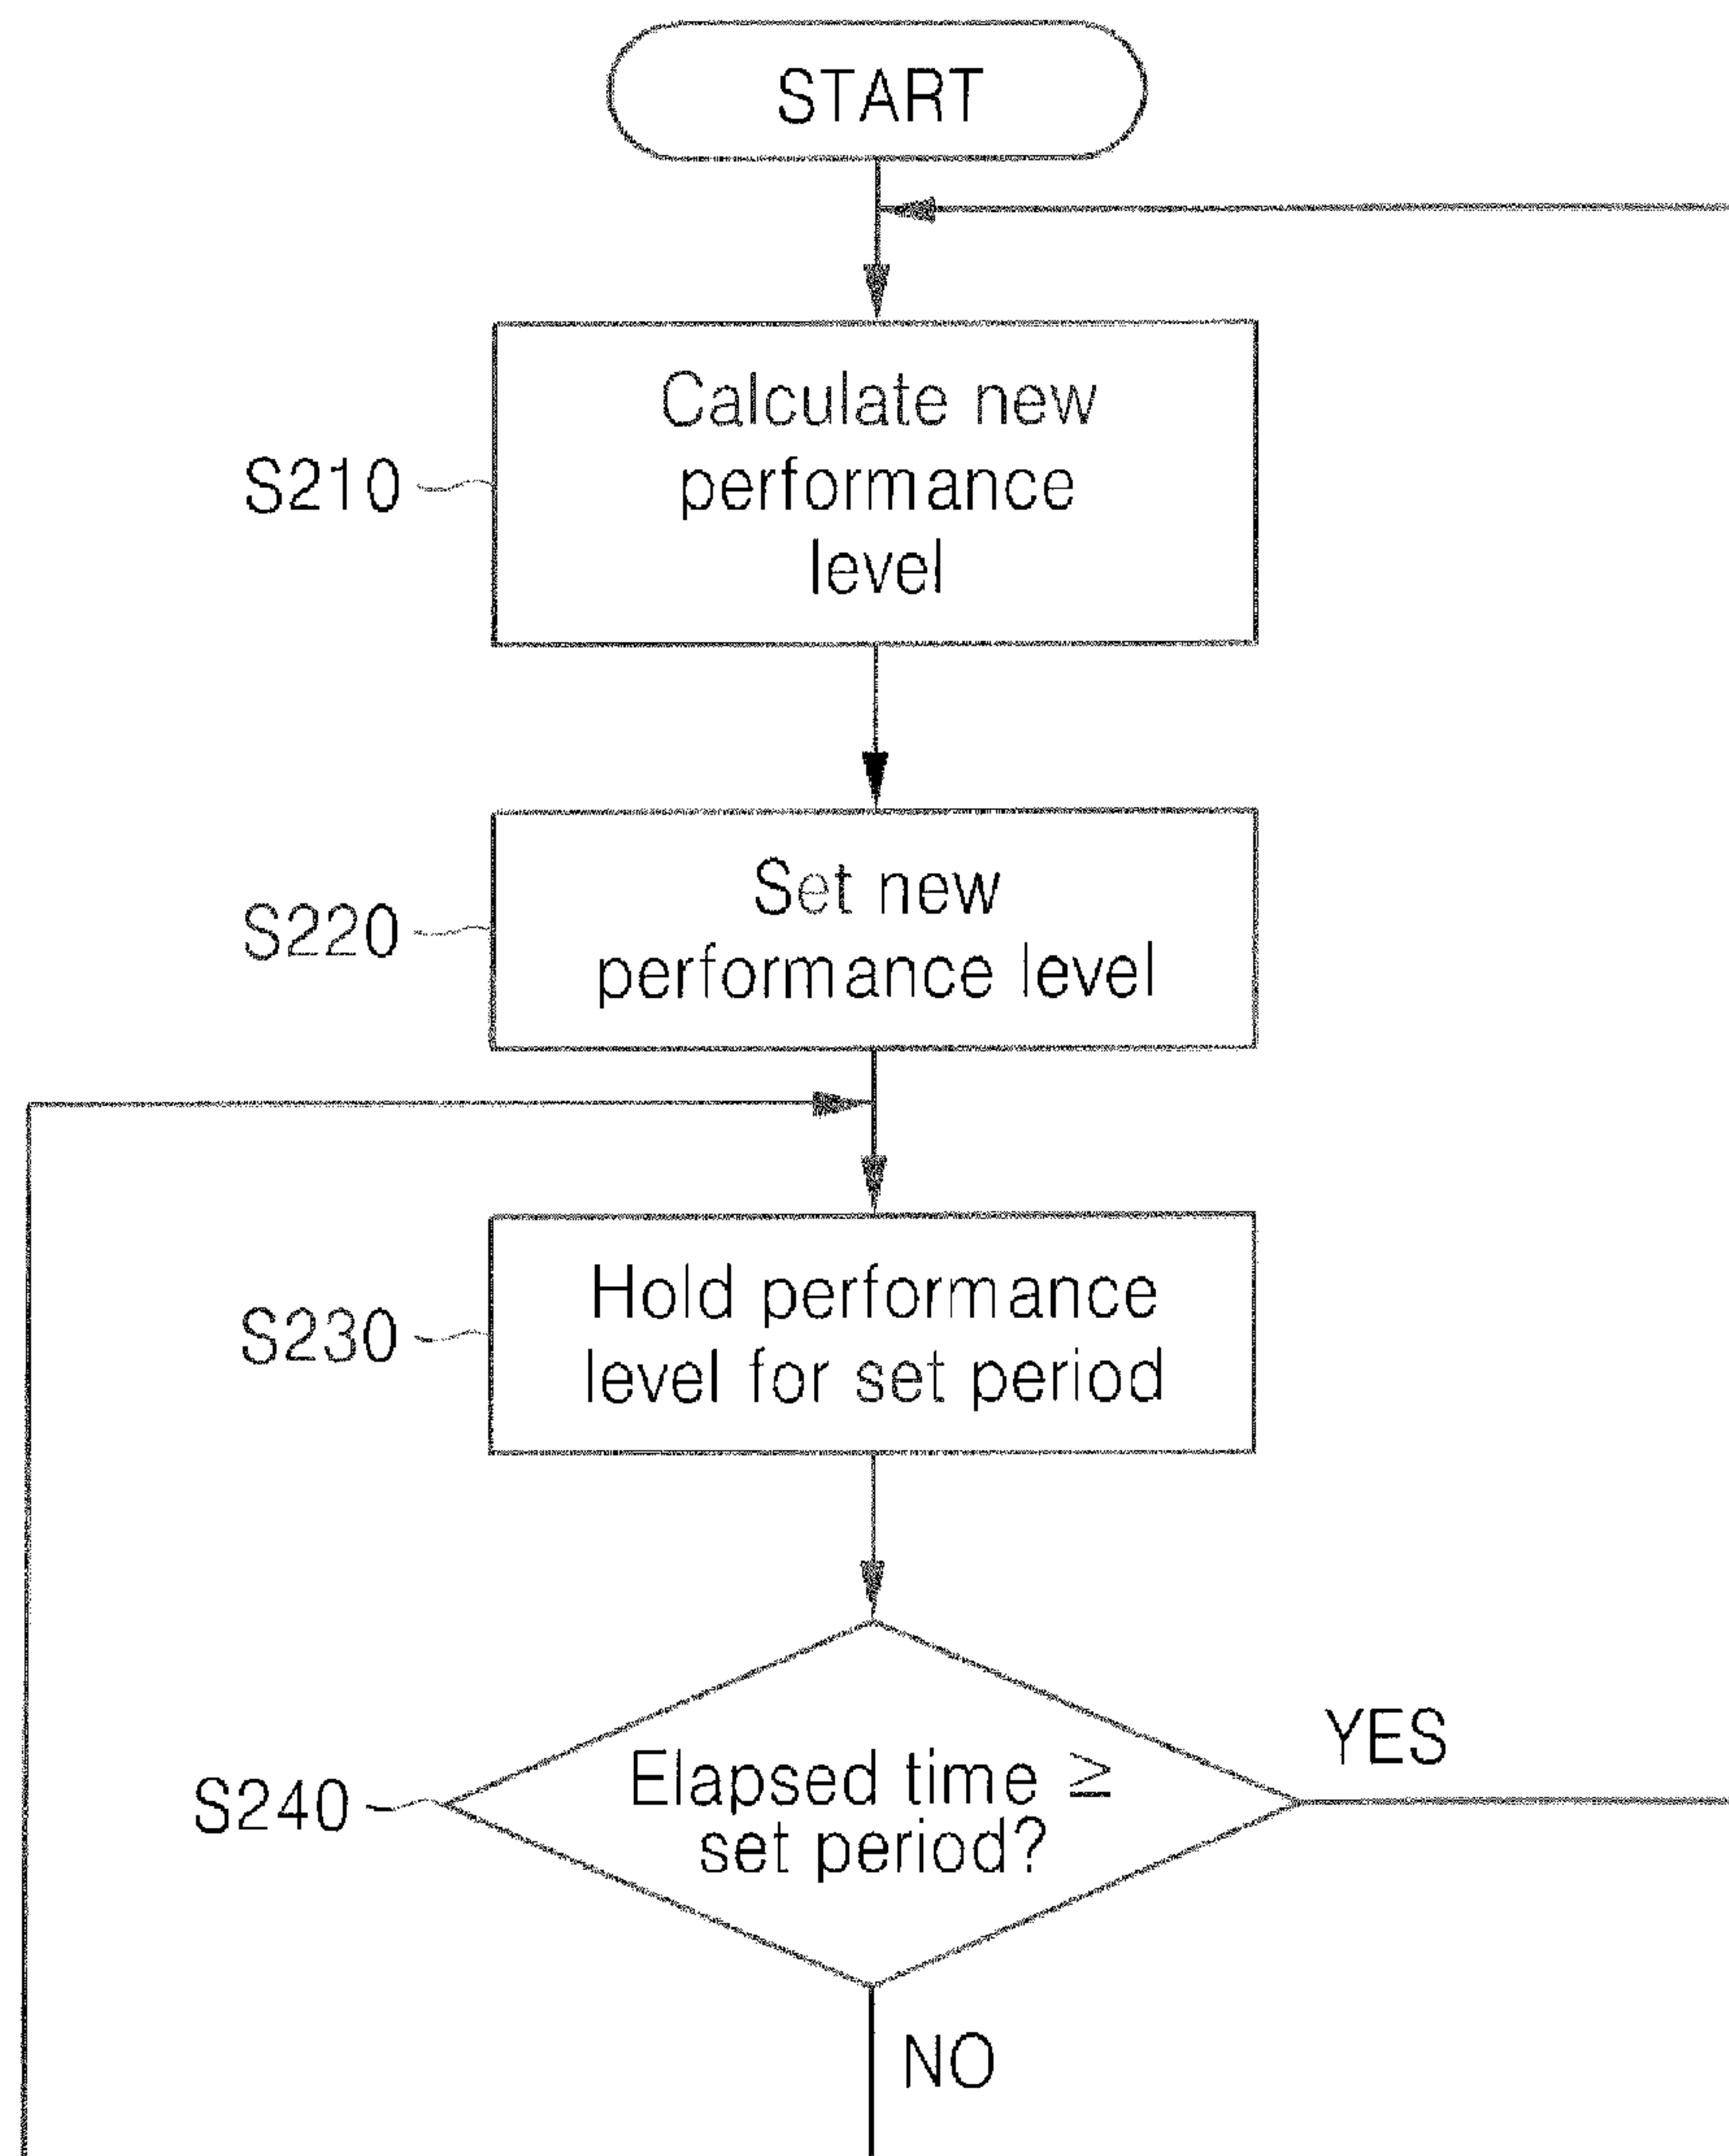 START
Calculate new
performance
level
S210
Set new
performance level
S220
Hold performance
level for set period
S230
YES
Elapsed time ≥
set period?
S240
NO